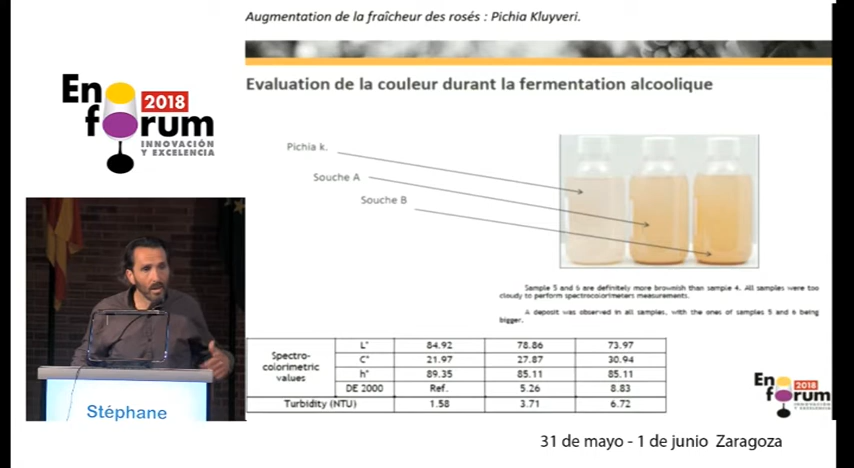 Augmentation de la fraîcheur des rosés : Pichia Kluyveri.
Evaluation de la couleur durant la fermentation alcoolique
En
2018
f rum
INNOVACIÓN
Y EXCELENCIA
Pichia k.
Souche A
Souche B
Sample 5 and 6 are definitely more brownish than sample 4. All samples were too
cloudy to perform spectrocolorimeters measurements.
A deposit was observed in all samples, with the ones of samples 5 and 6 being
bigger.
Spectro-
colorimetric
values
L* 84.92 78.86 73.97
C* 21.97 27.87 30.94
h* 89.35 85.11 85.11
DE 2000 Ref. 5.26 8.83
Turbidity (NTU) 1.58 3.71 6.72
Stéphane
En
2018
f rum
INNOVACIÓN
Y EXCELENCIA
31 de mayo - 1 de junio Zaragoza